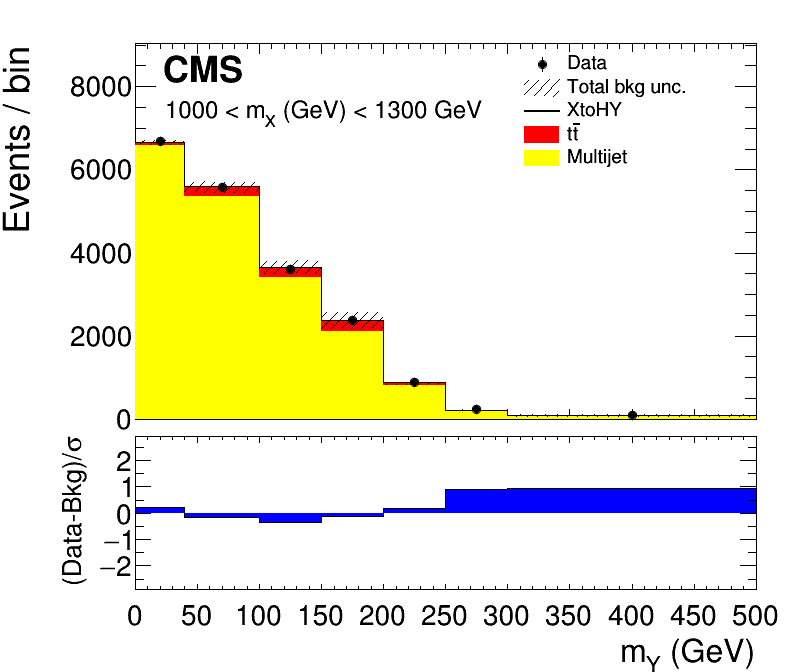 CMS
1000 < mX (GeV) < 1300 GeV
Data
Total bkg unc.
XtoHY
tt̄
Multijet
Events / bin
8000
6000
4000
2000
0
(Data-Bkg)/σ
2
1
0
−1
−2
0 50 100 150 200 250 300 350 400 450 500
mY (GeV)